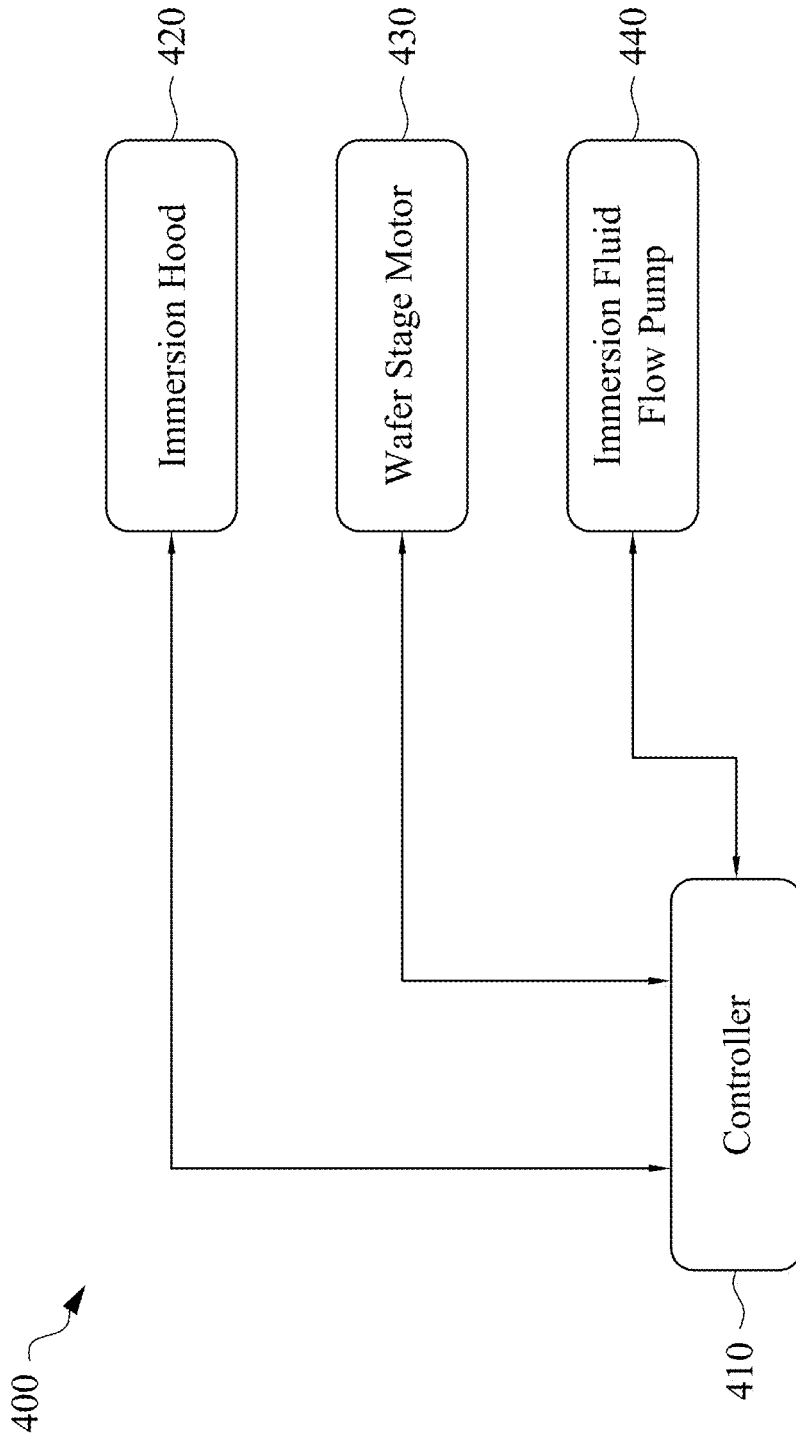 400
Immersion Hood
420
Wafer Stage Motor
430
Immersion Fluid
Flow Pump
440
Controller
410